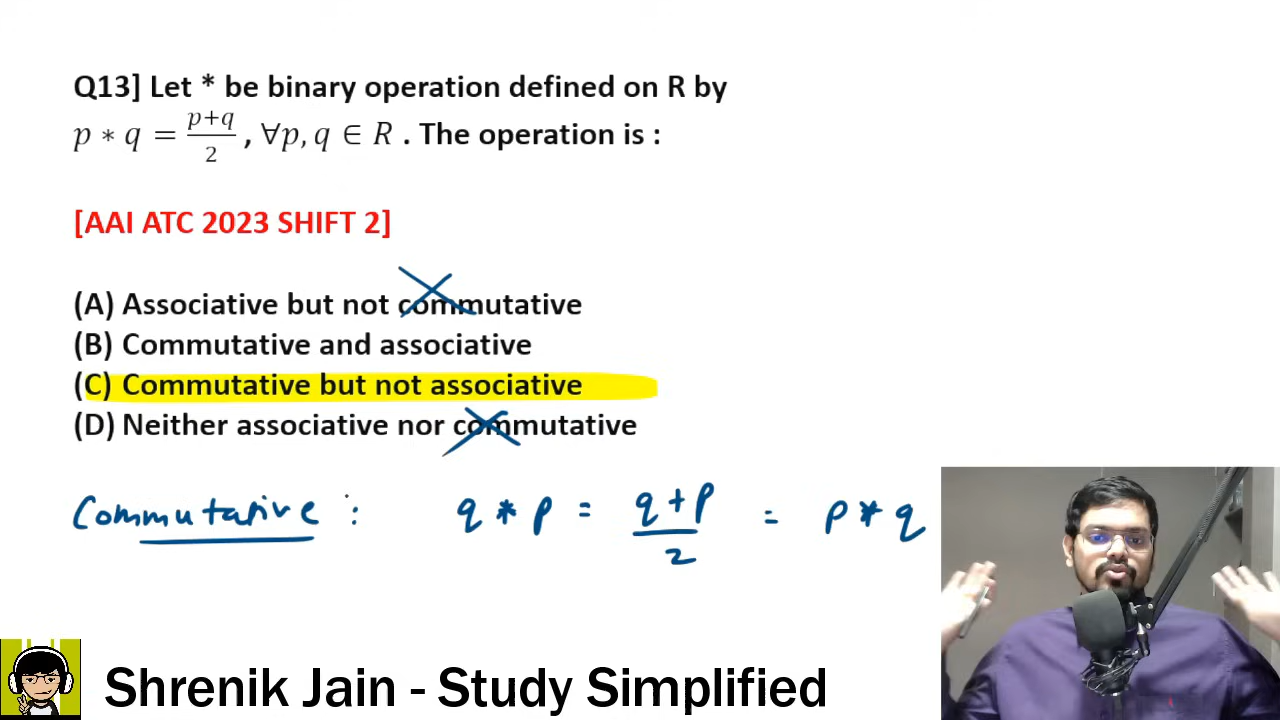 Q13] Let * be binary operation defined on R by
p * q = \frac{p+q}{2} , ∀p, q ∈ R . The operation is :
[AAI ATC 2023 SHIFT 2]
(A) Associative but not commutative
(B) Commutative and associative
(C) Commutative but not associative
(D) Neither associative nor commutative
Commutative : q * p = \frac{q+p}{2} = p * q
Shrenik Jain - Study Simplified